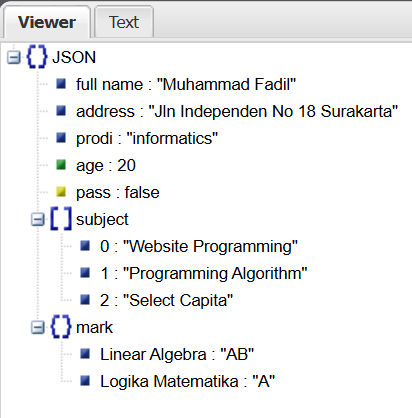 Viewer Text
JSON
full name : "Muhammad Fadil"
address : "Jln Independen No 18 Surakarta"
prodi : "informatics"
age : 20
pass : false
subject
0 : "Website Programming"
1 : "Programming Algorithm"
2 : "Select Capita"
mark
Linear Algebra : "AB"
Logika Matematika : "A"